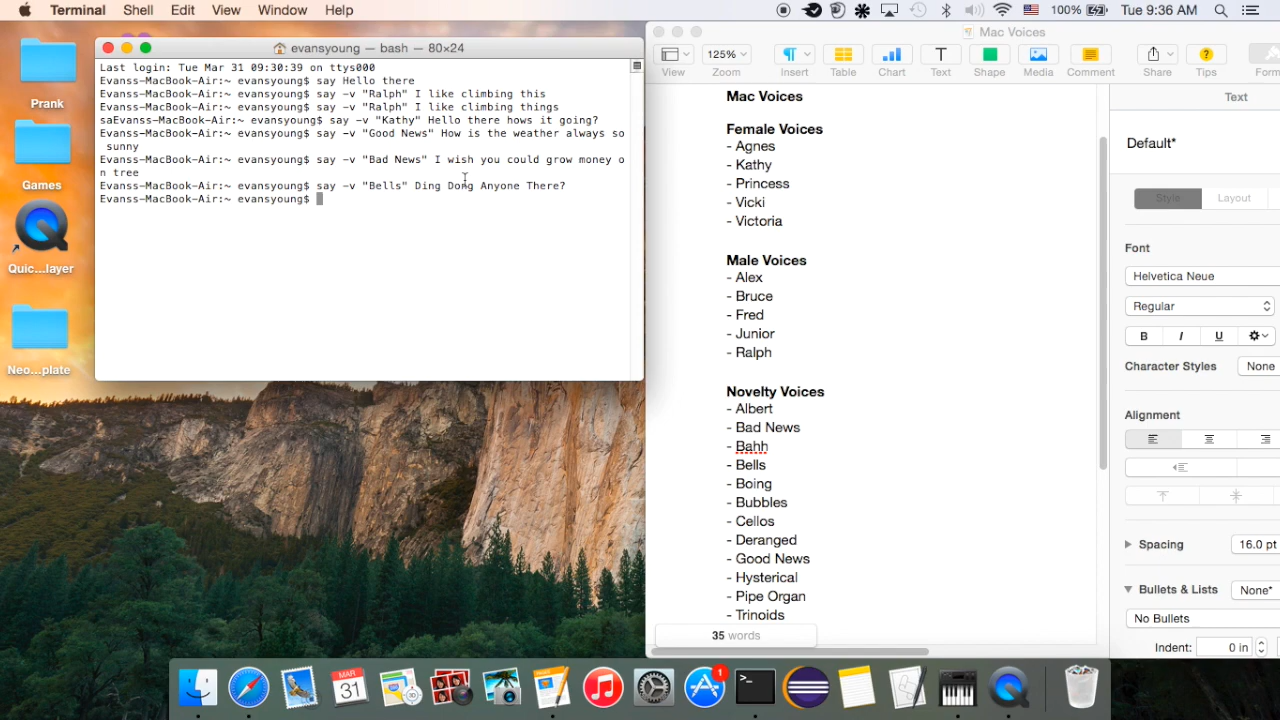 Terminal Shell Edit View Window Help
100% Tue 9:36 AM
Prank
Games
Quic...layer
Neo...plate
evansyoung — bash — 80×24
Last login: Tue Mar 31 09:30:39 on ttys000
Evanss-MacBook-Air:~ evansyoung$ say Hello there
Evanss-MacBook-Air:~ evansyoung$ say -v "Ralph" I like climbing this
Evanss-MacBook-Air:~ evansyoung$ say -v "Ralph" I like climbing things
saEvanss-MacBook-Air:~ evansyoung$ say -v "Kathy" Hello there hows it going?
Evanss-MacBook-Air:~ evansyoung$ say -v "Good News" How is the weather always so
sunny
Evanss-MacBook-Air:~ evansyoung$ say -v "Bad News" I wish you could grow money o
n tree
Evanss-MacBook-Air:~ evansyoung$ say -v "Bells" Ding Dong Anyone There?
Evanss-MacBook-Air:~ evansyoung$
Mac Voices
125%
View Zoom Insert Table Chart Text Shape Media Comment Share Tips Form
Mac Voices
Female Voices
- Agnes
- Kathy
- Princess
- Vicki
- Victoria
Male Voices
- Alex
- Bruce
- Fred
- Junior
- Ralph
Novelty Voices
- Albert
- Bad News
- Bahh
- Bells
- Boing
- Bubbles
- Cellos
- Deranged
- Good News
- Hysterical
- Pipe Organ
- Trinoids
35 words
Text
Default*
Style Layout
Font
Helvetica Neue
Regular
B I U
Character Styles None
Alignment
Spacing 16.0 pt
Bullets & Lists None*
No Bullets
Indent: 0 in
MAR
31
3D
1